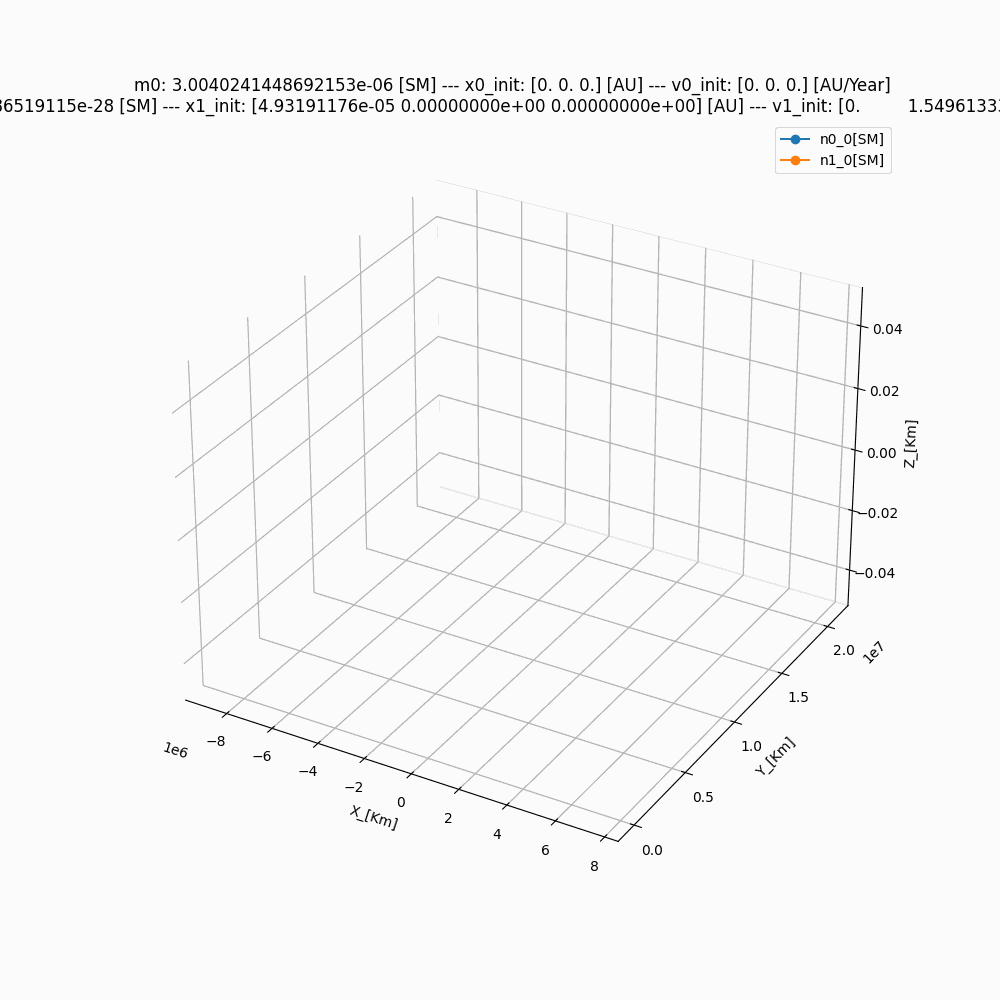 m0: 3.0040241448692153e-06 [SM] --- x0_init: [0. 0. 0.] [AU] --- v0_init: [0. 0. 0.] [AU/Year]
36519115e-28 [SM] --- x1_init: [4.93191176e-05 0.00000000e+00 0.00000000e+00] [AU] --- v1_init: [0. 1.5496133
n0_0[SM]
n1_0[SM]
0.04
0.02
0.00
−0.02
−0.04
Z_[Km]
2.0
1e7
1.5
1.0
0.5
0.0
Y_[Km]
1e6
−8
−6
−4
−2
0
2
4
6
8
X_[Km]